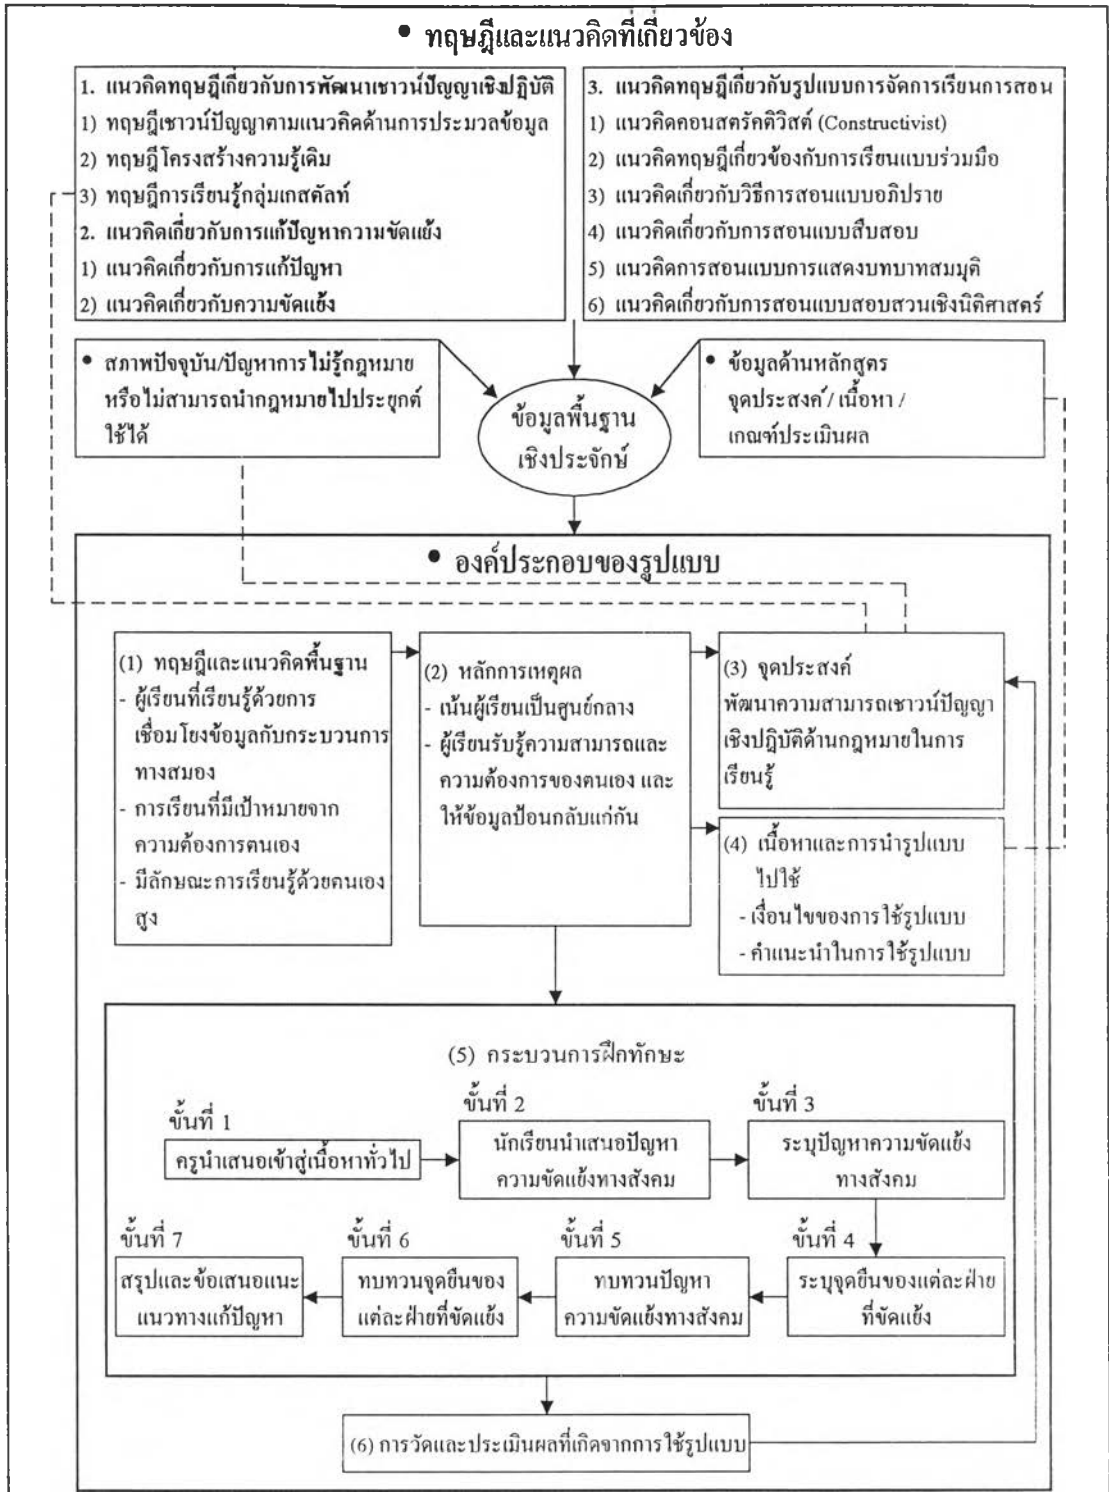 • ทฤษฎีและแนวคิดที่เกี่ยวข้อง
1. แนวคิดทฤษฎีเกี่ยวกับการพัฒนาเชาวน์ปัญญาเชิงปฏิบัติ
1) ทฤษฎีเชาวน์ปัญญาตามแนวคิดด้านการประมวลข้อมูล
2) ทฤษฎีโครงสร้างความรู้เดิม
3) ทฤษฎีการเรียนรู้กลุ่มเกสตัลท์
2. แนวคิดเกี่ยวกับการแก้ปัญหาความขัดแย้ง
1) แนวคิดเกี่ยวกับการแก้ปัญหา
2) แนวคิดเกี่ยวกับความขัดแย้ง
3. แนวคิดทฤษฎีเกี่ยวกับรูปแบบการจัดการเรียนการสอน
1) แนวคิดคอนสตรัคติวิสต์ (Constructivist)
2) แนวคิดทฤษฎีเกี่ยวข้องกับการเรียนแบบร่วมมือ
3) แนวคิดเกี่ยวกับวิธีการสอนแบบอภิปราย
4) แนวคิดเกี่ยวกับการสอนแบบสืบสอบ
5) แนวคิดการสอนแบบการแสดงบทบาทสมมุติ
6) แนวคิดเกี่ยวกับการสอนแบบสอบสวนเชิงนิติศาสตร์
• สภาพปัจจุบัน/ปัญหาการไม่รู้กฎหมาย
หรือไม่สามารถนำกฎหมายไปประยุกต์
ใช้ได้
ข้อมูลพื้นฐาน
เชิงประจักษ์
• ข้อมูลด้านหลักสูตร
จุดประสงค์ / เนื้อหา /
เกณฑ์ประเมินผล
• องค์ประกอบของรูปแบบ
(1) ทฤษฎีและแนวคิดพื้นฐาน
- ผู้เรียนที่เรียนรู้ด้วยการ
เชื่อมโยงข้อมูลกับกระบวนการ
ทางสมอง
- การเรียนที่มีเป้าหมายจาก
ความต้องการตนเอง
- มีลักษณะการเรียนรู้ด้วยตนเอง
สูง
(2) หลักการเหตุผล
- เน้นผู้เรียนเป็นศูนย์กลาง
- ผู้เรียนรับรู้ความสามารถและ
ความต้องการของตนเอง และ
ให้ข้อมูลป้อนกลับแก่กัน
(3) จุดประสงค์
พัฒนาความสามารถเชาวน์ปัญญา
เชิงปฏิบัติด้านกฎหมายในการ
เรียนรู้
(4) เนื้อหาและการนำรูปแบบ
ไปใช้
- เงื่อนไขของการใช้รูปแบบ
- คำแนะนำในการใช้รูปแบบ
(5) กระบวนการฝึกทักษะ
ขั้นที่ 1
ครูนำเสนอเข้าสู่เนื้อหาทั่วไป
ขั้นที่ 2
นักเรียนนำเสนอปัญหา
ความขัดแย้งทางสังคม
ขั้นที่ 3
ระบุปัญหาความขัดแย้ง
ทางสังคม
ขั้นที่ 4
ระบุจุดยืนของแต่ละฝ่าย
ที่ขัดแย้ง
ขั้นที่ 5
ทบทวนปัญหา
ความขัดแย้งทางสังคม
ขั้นที่ 6
ทบทวนจุดยืนของ
แต่ละฝ่ายที่ขัดแย้ง
ขั้นที่ 7
สรุปและข้อเสนอแนะ
แนวทางแก้ปัญหา
(6) การวัดและประเมินผลที่เกิดจากการใช้รูปแบบ